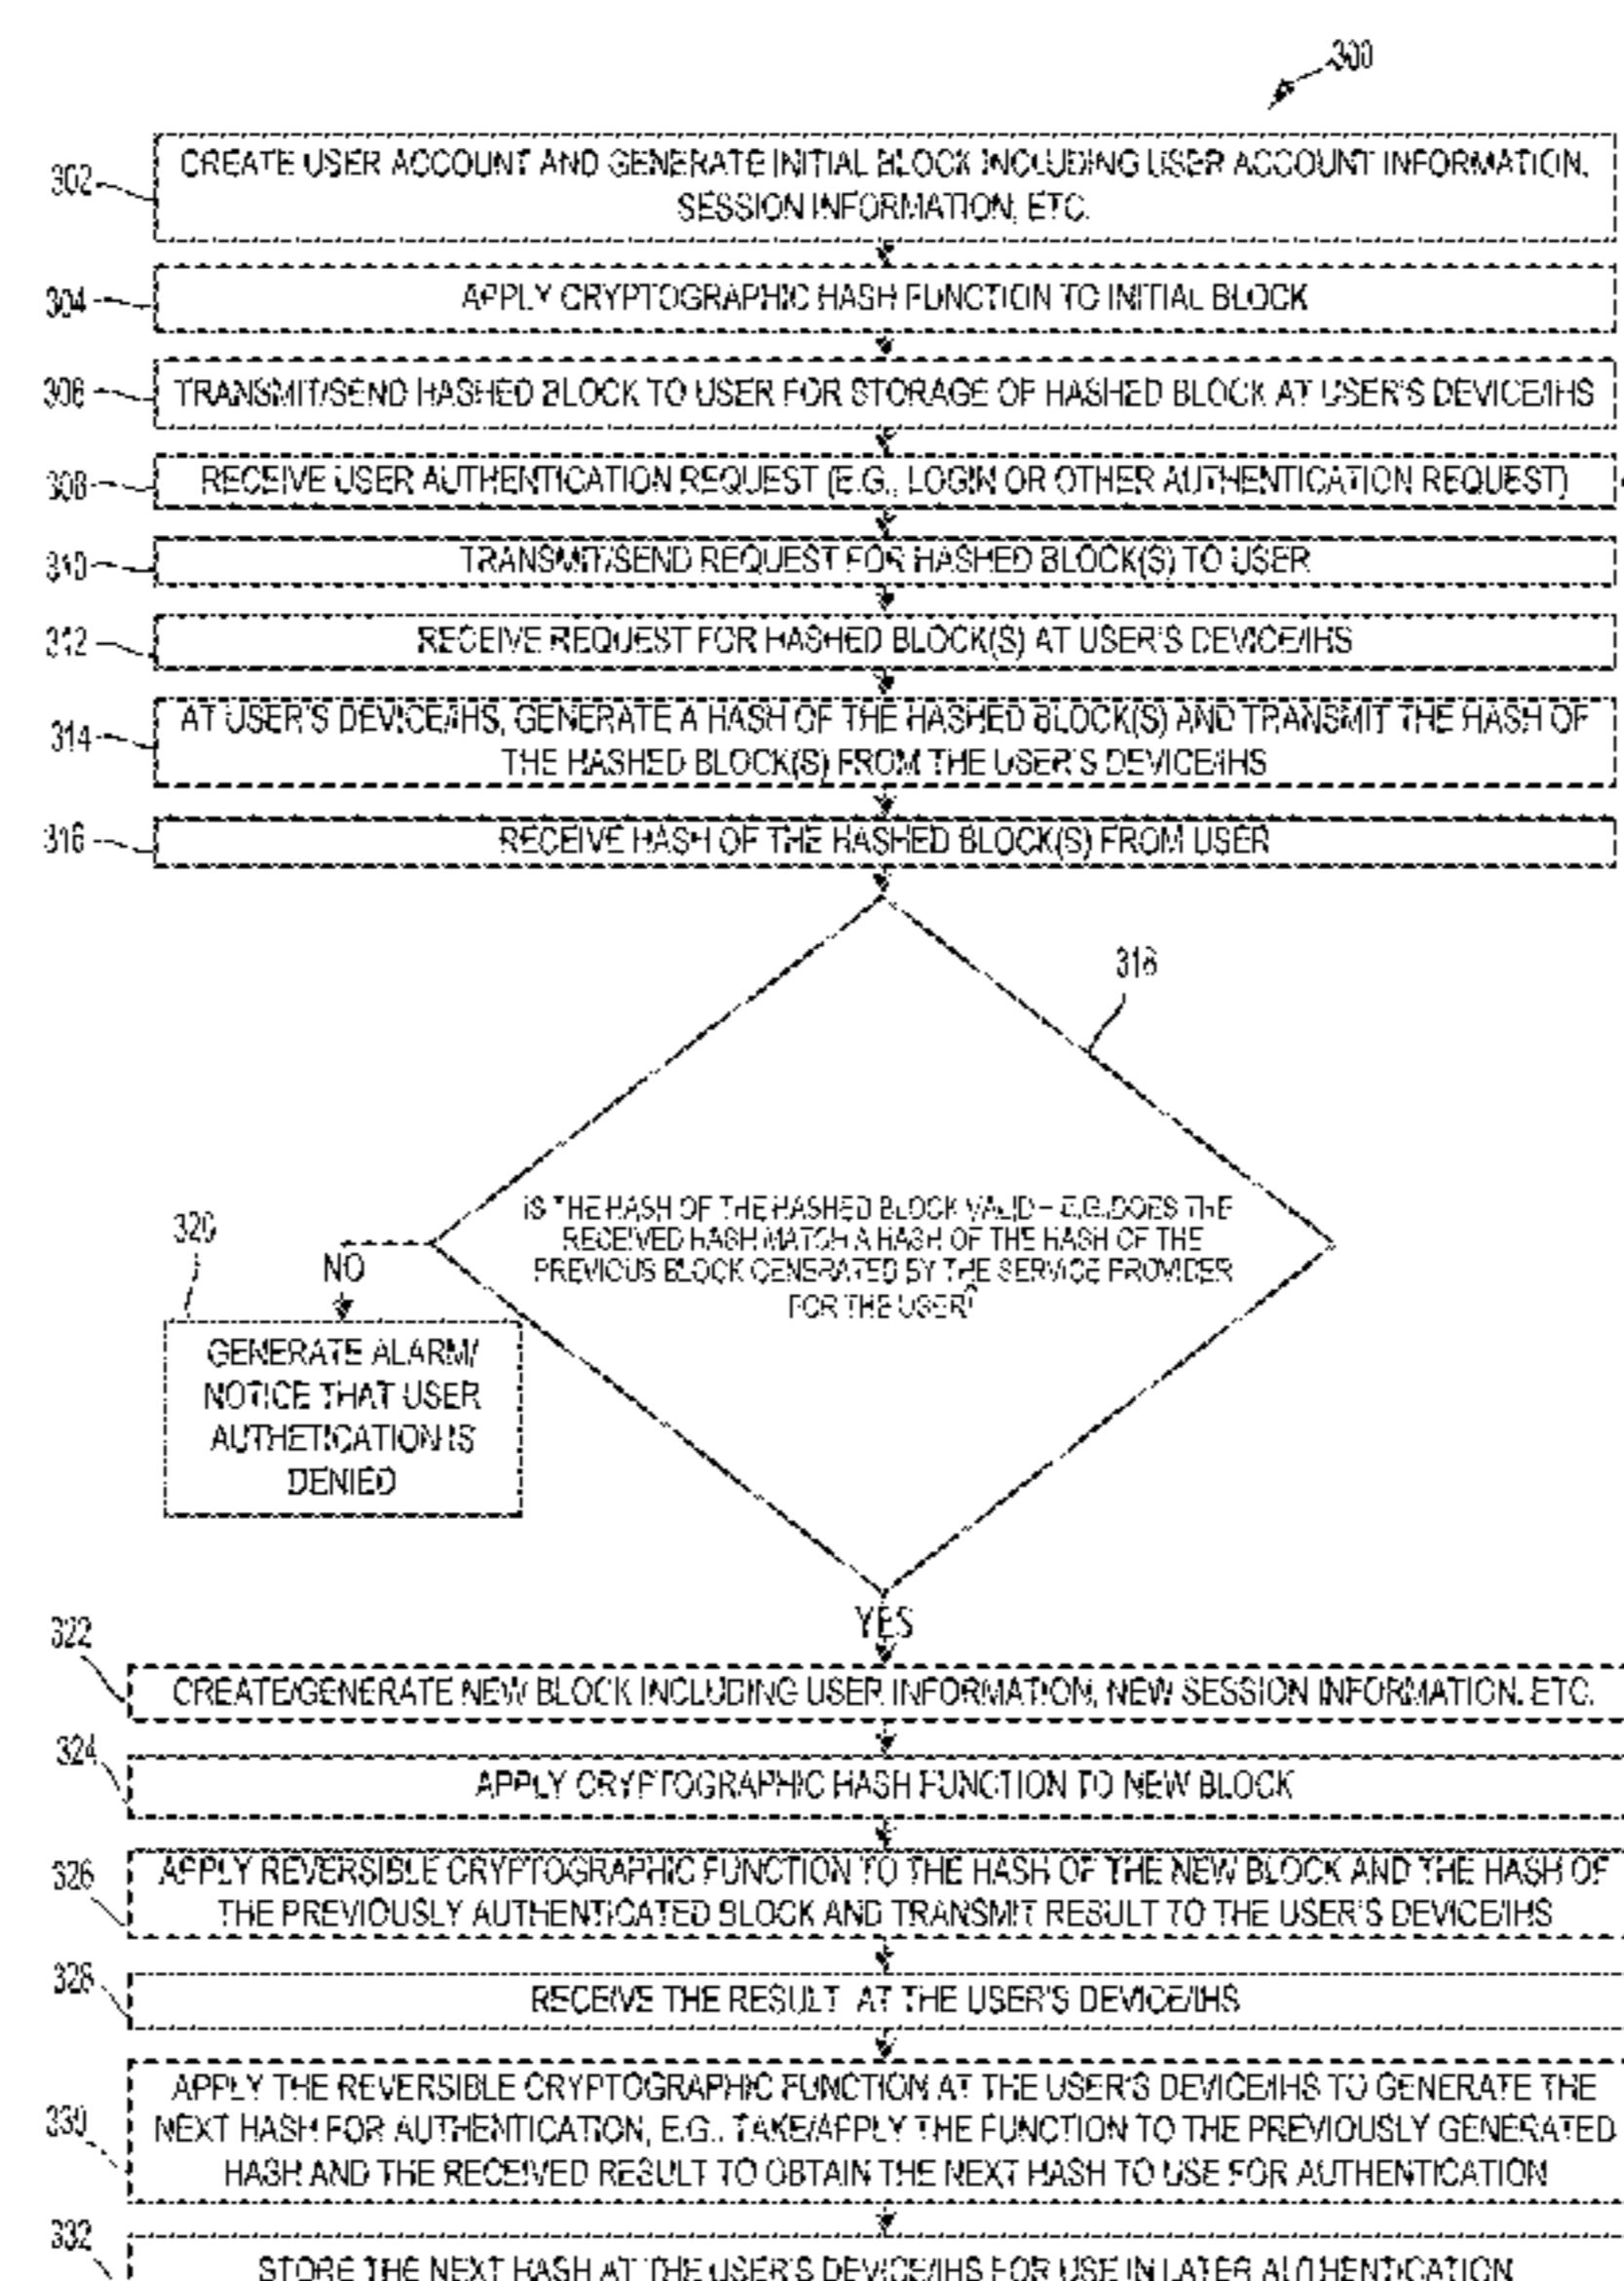 300
302
CREATE USER ACCOUNT AND GENERATE INITIAL BLOCK INCLUDING USER ACCOUNT INFORMATION,
SESSION INFORMATION, ETC.
304
APPLY CRYPTOGRAPHIC HASH FUNCTION TO INITIAL BLOCK
306
TRANSMIT/SEND HASHED BLOCK TO USER FOR STORAGE OF HASHED BLOCK AT USER'S DEVICE/IHS
308
RECEIVE USER AUTHENTICATION REQUEST (E.G., LOGIN OR OTHER AUTHENTICATION REQUEST)
310
TRANSMIT/SEND REQUEST FOR HASHED BLOCK(S) TO USER
312
RECEIVE REQUEST FOR HASHED BLOCK(S) AT USER'S DEVICE/IHS
314
AT USER'S DEVICE/IHS, GENERATE A HASH OF THE HASHED BLOCK(S) AND TRANSMIT THE HASH OF
THE HASHED BLOCK(S) FROM THE USER'S DEVICE/IHS
316
RECEIVE HASH OF THE HASHED BLOCK(S) FROM USER
318
IS THE HASH OF THE HASHED BLOCK VALID – E.G. DOES THE
RECEIVED HASH MATCH A HASH OF THE HASH OF THE
PREVIOUS BLOCK GENERATED BY THE SERVICE PROVIDER
FOR THE USER?
320
NO
GENERATE ALARM/
NOTICE THAT USER
AUTHETICATION IS
DENIED
YES
322
CREATE/GENERATE NEW BLOCK INCLUDING USER INFORMATION, NEW SESSION INFORMATION, ETC.
324
APPLY CRYPTOGRAPHIC HASH FUNCTION TO NEW BLOCK
326
APPLY REVERSIBLE CRYPTOGRAPHIC FUNCTION TO THE HASH OF THE NEW BLOCK AND THE HASH OF
THE PREVIOUSLY AUTHENTICATED BLOCK AND TRANSMIT RESULT TO THE USER'S DEVICE/IHS
328
RECEIVE THE RESULT AT THE USER'S DEVICE/IHS
330
APPLY THE REVERSIBLE CRYPTOGRAPHIC FUNCTION AT THE USER'S DEVICE/IHS TO GENERATE THE
NEXT HASH FOR AUTHENTICATION, E.G., TAKE/APPLY THE FUNCTION TO THE PREVIOUSLY GENERATED
HASH AND THE RECEIVED RESULT TO OBTAIN THE NEXT HASH TO USE FOR AUTHENTICATION
332
STORE THE NEXT HASH AT THE USER'S DEVICE/IHS FOR USE IN LATER AUTHENTICATION